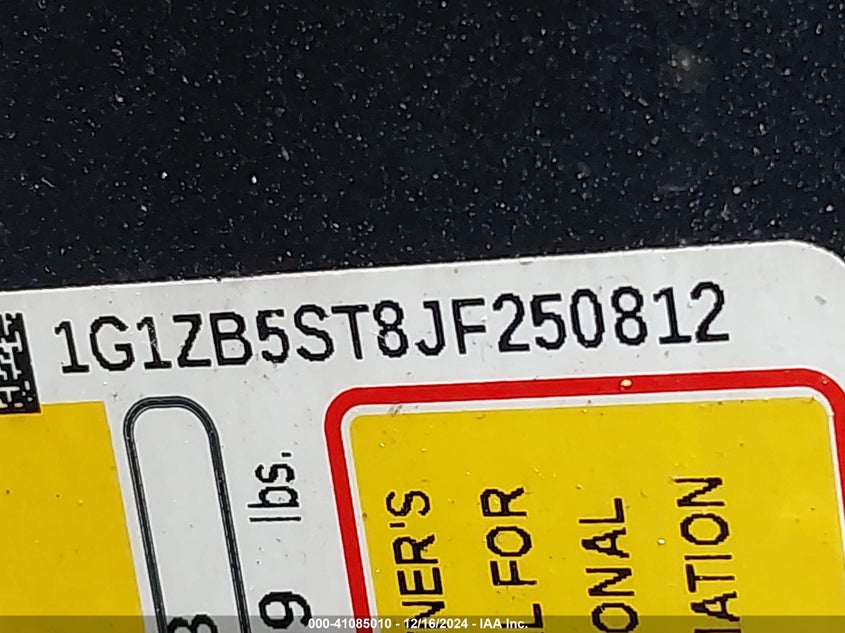 1G1ZB5ST8JF250812
lbs.
9
NER'S
L FOR
ONAL
ATION
000-41085010 - 12/16/2024 - IAA Inc.